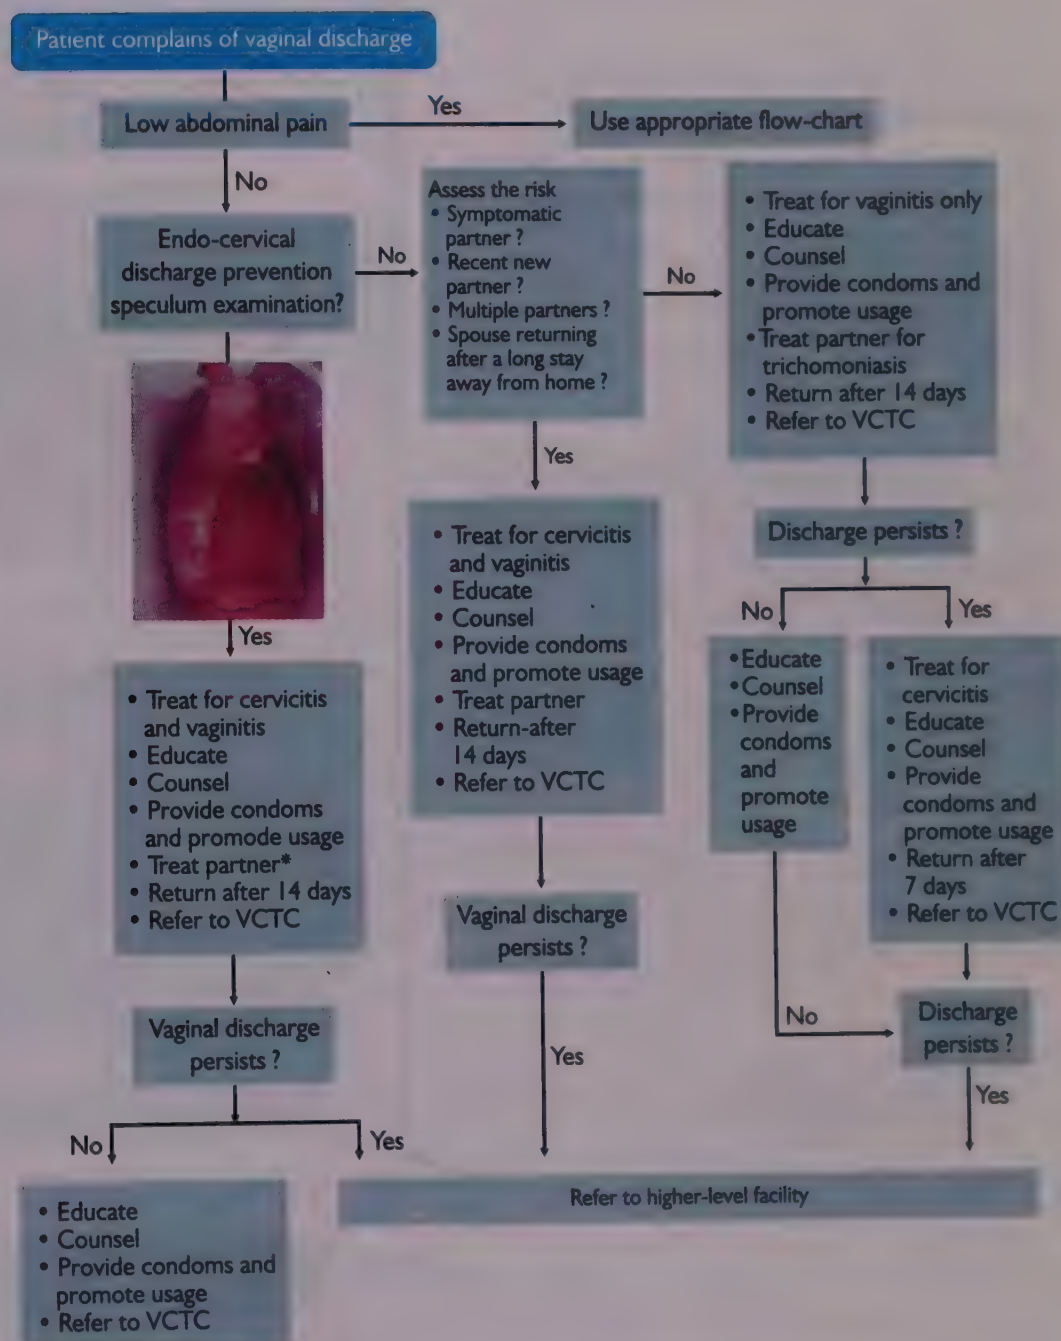 Patient complains of vaginal discharge
Low abdominal pain
Yes
Use appropriate flow-chart
No
Endo-cervical
discharge prevention
speculum examination?
No
Assess the risk
• Symptomatic
partner ?
• Recent new
partner ?
• Multiple partners ?
• Spouse returning
after a long stay
away from home ?
No
• Treat for vaginitis only
• Educate
• Counsel
• Provide condoms and
promote usage
• Treat partner for
trichomoniasis
• Return after 14 days
• Refer to VCTC
Yes
• Treat for cervicitis
and vaginitis
• Educate
• Counsel
• Provide condoms
and promote usage
• Treat partner
• Return-after
14 days
• Refer to VCTC
Discharge persists ?
No
Yes
• Educate
• Counsel
• Provide
condoms
and
promote
usage
• Treat for
cervicitis
• Educate
• Counsel
• Provide
condoms and
promote usage
• Return after
7 days
• Refer to VCTC
Yes
• Treat for cervicitis
and vaginitis
• Educate
• Counsel
• Provide condoms
and promode usage
• Treat partner*
• Return after 14 days
• Refer to VCTC
Vaginal discharge
persists ?
Vaginal discharge
persists ?
No
Discharge
persists ?
Yes
Yes
No
Yes
Refer to higher-level facility
• Educate
• Counsel
• Provide condoms and
promote usage
• Refer to VCTC